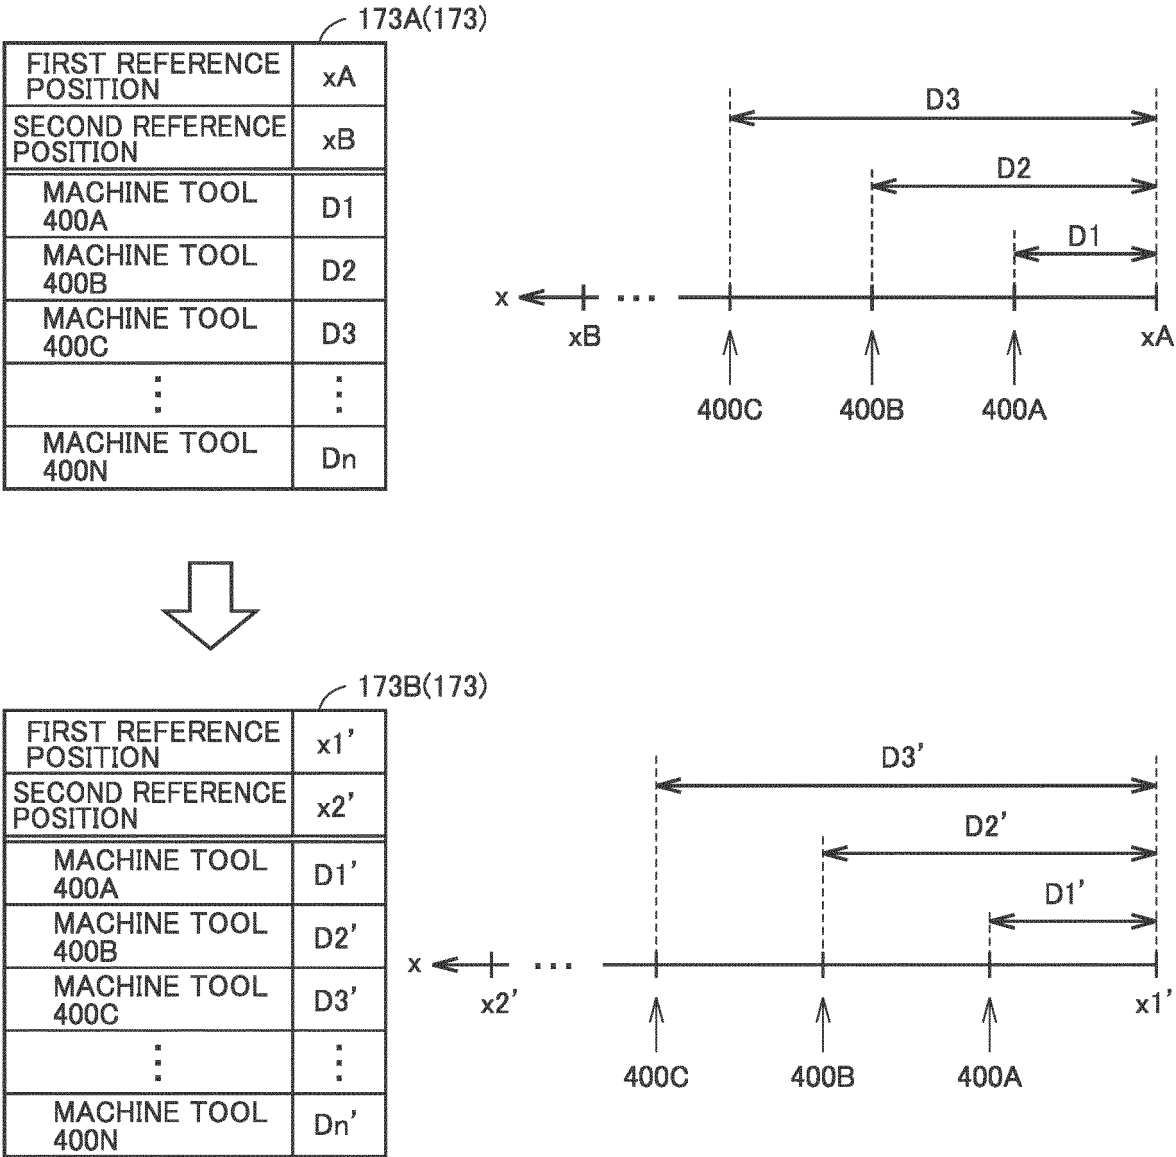 173A(173)
FIRST REFERENCE
POSITION
xA
SECOND REFERENCE
POSITION
xB
MACHINE TOOL
400A
D1
MACHINE TOOL
400B
D2
MACHINE TOOL
400C
D3
⋮ ⋮
MACHINE TOOL
400N
Dn
D3
D2
D1
x
...
xB
xA
400C 400B 400A
173B(173)
FIRST REFERENCE
POSITION
x1'
SECOND REFERENCE
POSITION
x2'
MACHINE TOOL
400A
D1'
MACHINE TOOL
400B
D2'
MACHINE TOOL
400C
D3'
⋮ ⋮
MACHINE TOOL
400N
Dn'
D3'
D2'
D1'
x
...
x2'
x1'
400C 400B 400A